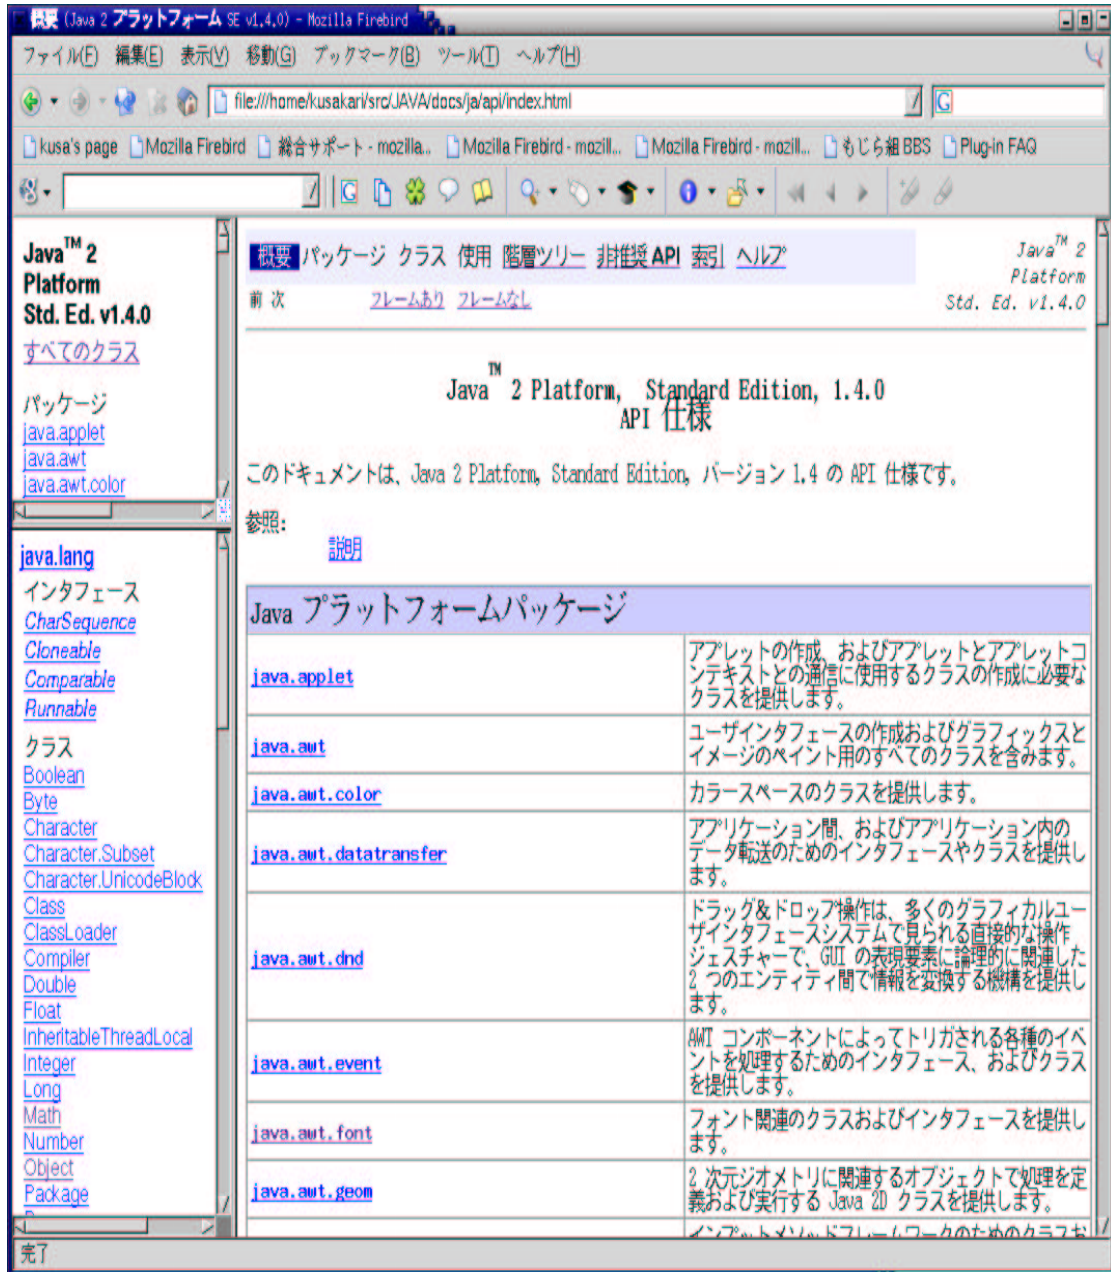 概要 (Java 2 プラットフォーム SE v1.4.0) - Mozilla Firebird
ファイル(F) 編集(E) 表示(V) 移動(G) ブックマーク(B) ツール(T) ヘルプ(H)
file:///home/kusakari/src/JAVA/docs/ja/api/index.html
G
kusa's page Mozilla Firebird 総合サポート - mozilla... Mozilla Firebird - mozill... Mozilla Firebird - mozill... もじら組 BBS Plug-in FAQ
G
Java™ 2
Platform
Std. Ed. v1.4.0
すべてのクラス
パッケージ
java.applet
java.awt
java.awt.color
java.lang
インタフェース
CharSequence
Cloneable
Comparable
Runnable
クラス
Boolean
Byte
Character
Character.Subset
Character.UnicodeBlock
Class
ClassLoader
Compiler
Double
Float
InheritableThreadLocal
Integer
Long
Math
Number
Object
Package
概要 パッケージ クラス 使用 階層ツリー 非推奨 API 索引 ヘルプ
Java™ 2
Platform
Std. Ed. v1.4.0
前 次 フレームあり フレームなし
Java™ 2 Platform, Standard Edition, 1.4.0
API 仕様
このドキュメントは、Java 2 Platform, Standard Edition, バージョン 1.4 の API 仕様です。
参照:
説明
Java プラットフォームパッケージ
java.applet
アプレットの作成、およびアプレットとアプレットコ
ンテキストとの通信に使用するクラスの作成に必要な
クラスを提供します。
java.awt
ユーザインタフェースの作成およびグラフィックスと
イメージのペイント用のすべてのクラスを含みます。
java.awt.color
カラースペースのクラスを提供します。
java.awt.datatransfer
アプリケーション間、およびアプリケーション内の
データ転送のためのインタフェースやクラスを提供し
ます。
java.awt.dnd
ドラッグ&ドロップ操作は、多くのグラフィカルユー
ザインタフェースシステムで見られる直接的な操作
ジェスチャーで、GUI の表現要素に論理的に関連した
2 つのエンティティ間で情報を変換する機構を提供し
ます。
java.awt.event
AWT コンポーネントによってトリガされる各種のイベ
ントを処理するためのインタフェース、およびクラス
を提供します。
java.awt.font
フォント関連のクラスおよびインタフェースを提供し
ます。
java.awt.geom
2 次元ジオメトリに関連するオブジェクトで処理を定
義および実行する Java 2D クラスを提供します。
インプットメソッドフレームワークのためのクラスお
完了